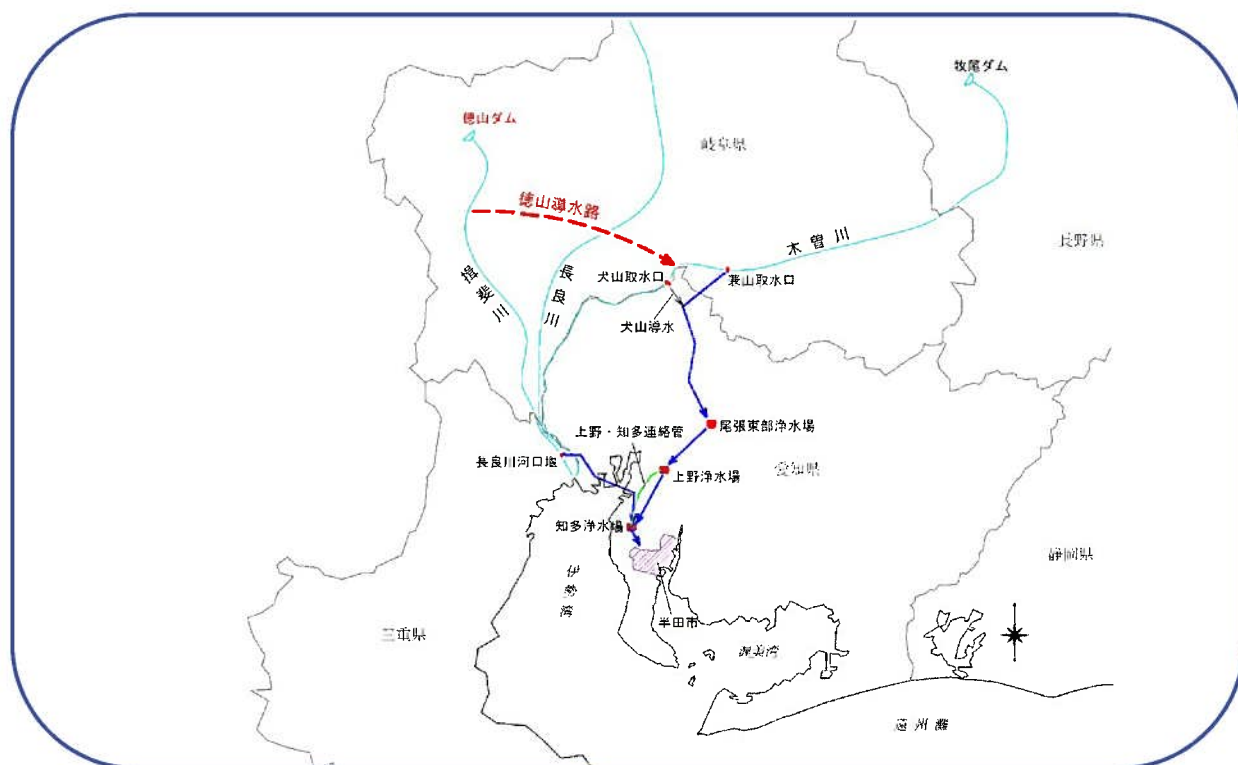 牧尾ダム
徳山ダム
岐阜県
徳山導水路
木曽川
長野県
揖斐川
長良川
犬山取水口
兼山取水口
犬山導水
上野・知多連絡管
尾張東部浄水場
長良川河口堰
上野浄水場
愛知県
知多浄水場
静岡県
伊勢湾
半田市
三重県
渥美湾
遠州灘